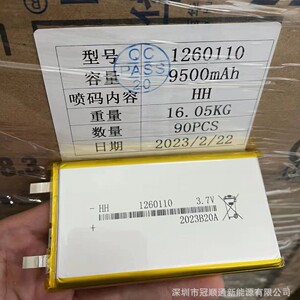 型号 1260110
容量 9500mAh
喷码内容 HH
重量 16.05KG
数量 90PCS
日期 2023/2/22
PASS
20
- HH 1260110 3.7V
+ 2023B20A
深圳市冠顺通新能源有限公司